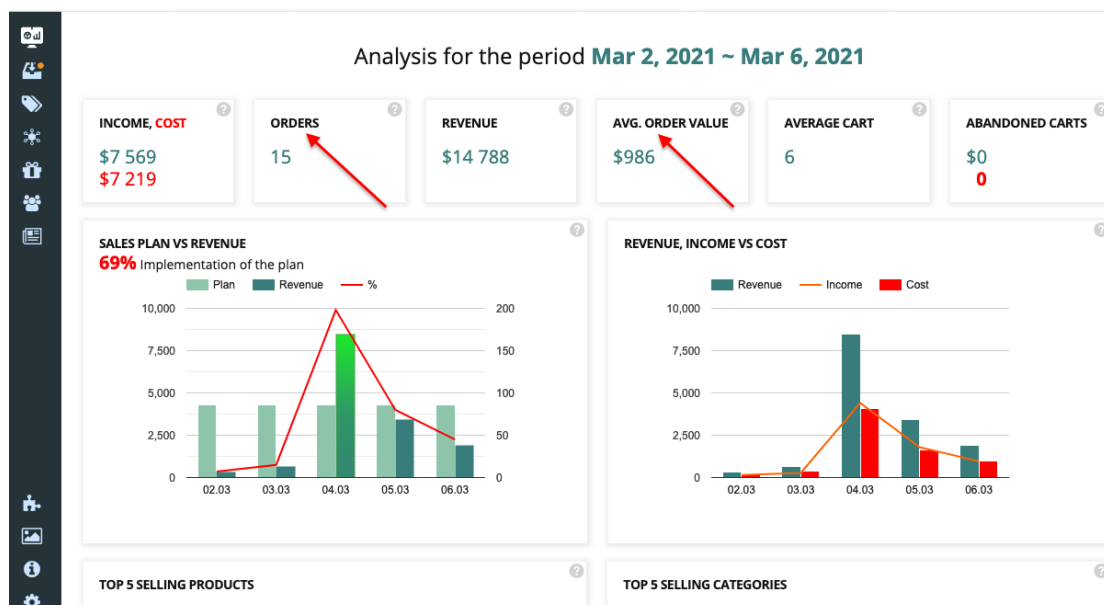 Analysis for the period Mar 2, 2021 ~ Mar 6, 2021
INCOME, COST
$7 569
$7 219
ORDERS
15
REVENUE
$14 788
AVG. ORDER VALUE
$986
AVERAGE CART
6
ABANDONED CARTS
$0
0
SALES PLAN VS REVENUE
69% Implementation of the plan
Plan Revenue %
10,000 200
7,500 150
5,000 100
2,500 50
0 0
02.03 03.03 04.03 05.03 06.03
REVENUE, INCOME VS COST
Revenue Income Cost
10,000
7,500
5,000
2,500
0
02.03 03.03 04.03 05.03 06.03
TOP 5 SELLING PRODUCTS
TOP 5 SELLING CATEGORIES